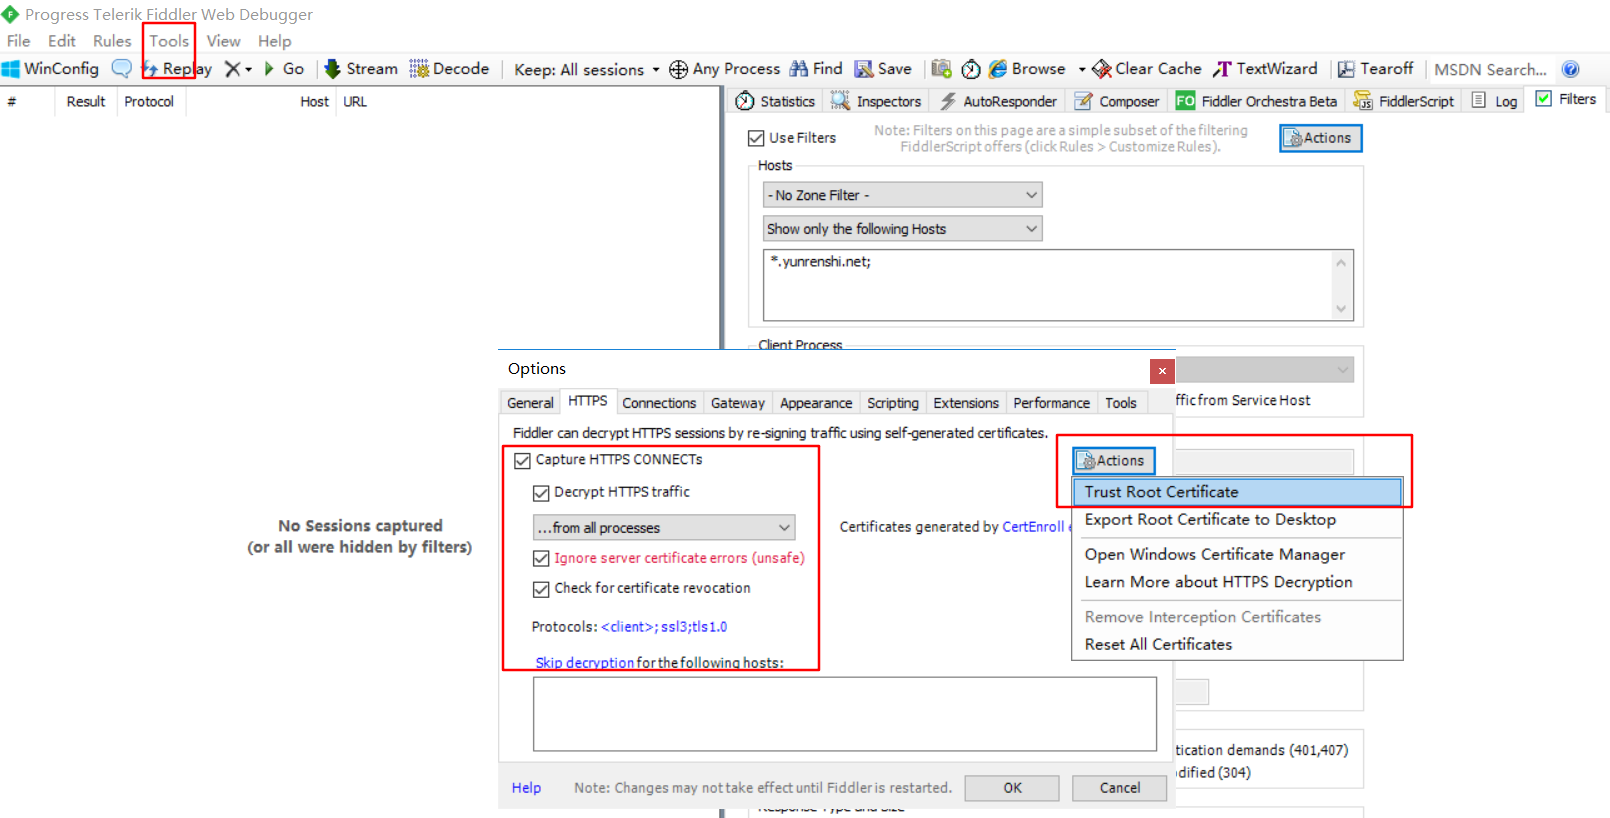 Progress Telerik Fiddler Web Debugger
File Edit Rules Tools View Help
WinConfig Replay Go Stream Decode Keep: All sessions Any Process Find Save Browse Clear Cache TextWizard Tearoff MSDN Search...
# Result Protocol Host URL
Statistics Inspectors AutoResponder Composer FO Fiddler Orchestra Beta FiddlerScript Log Filters
Use Filters
Note: Filters on this page are a simple subset of the filtering
FiddlerScript offers (click Rules > Customize Rules).
Actions
Hosts
- No Zone Filter -
Show only the following Hosts
*.yunrenshi.net;
Client Process
ffic from Service Host
No Sessions captured
(or all were hidden by filters)
Options
General HTTPS Connections Gateway Appearance Scripting Extensions Performance Tools
Fiddler can decrypt HTTPS sessions by re-signing traffic using self-generated certificates.
Capture HTTPS CONNECTs
Decrypt HTTPS traffic
...from all processes
Ignore server certificate errors (unsafe)
Check for certificate revocation
Protocols: <client>; ssl3;tls1.0
Skip decryption for the following hosts:
Certificates generated by CertEnroll e
Actions
Trust Root Certificate
Export Root Certificate to Desktop
Open Windows Certificate Manager
Learn More about HTTPS Decryption
Remove Interception Certificates
Reset All Certificates
tication demands (401,407)
dified (304)
Help Note: Changes may not take effect until Fiddler is restarted. OK Cancel
Response Type and Size